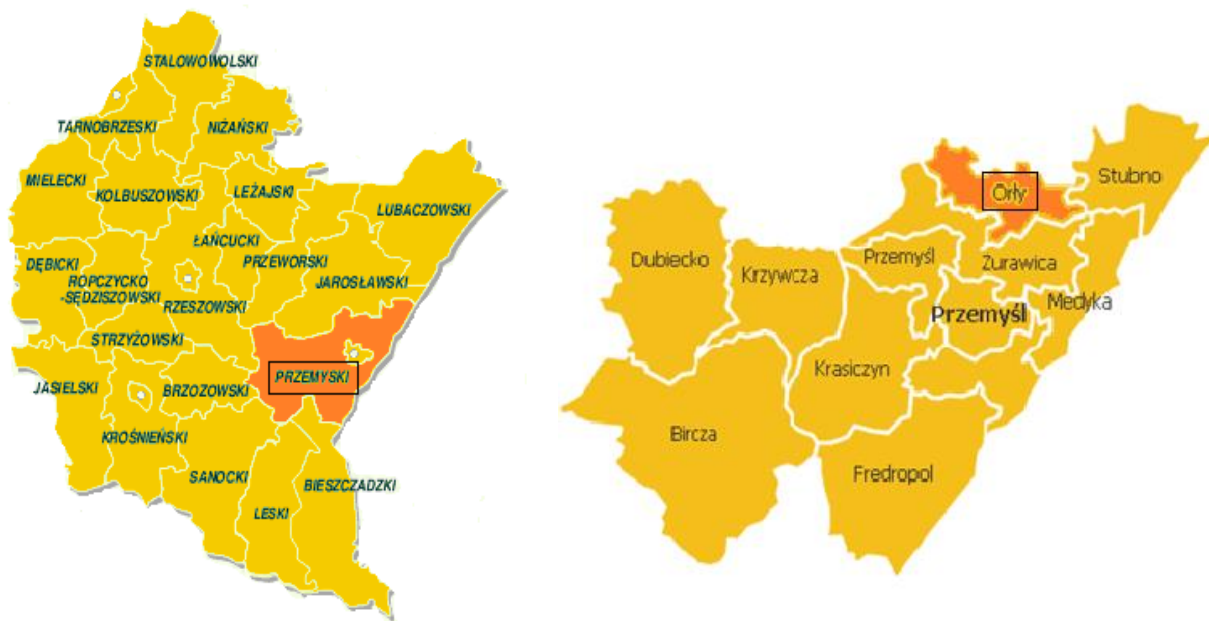 STALOWOWOLSKI
TARNOBRZESKI
NIŻAŃSKI
MIELECKI
KOLBUSZOWSKI
LEŻAJSKI
LUBACZOWSKI
ŁAŃCUCKI
DĘBICKI
ROPCZYCKO
-SĘDZISZOWSKI
PRZEWORSKI
JAROSŁAWSKI
RZESZOWSKI
STRZYŻOWSKI
JASIELSKI
BRZOZOWSKI
PRZEMYSKI
KROŚNIEŃSKI
SANOCKI
LESKI
BIESZCZADZKI
Stubno
Orły
Dubiecko
Krzywcza
Przemyśl
Żurawica
Medyka
Przemyśl
Krasiczyn
Bircza
Fredropol